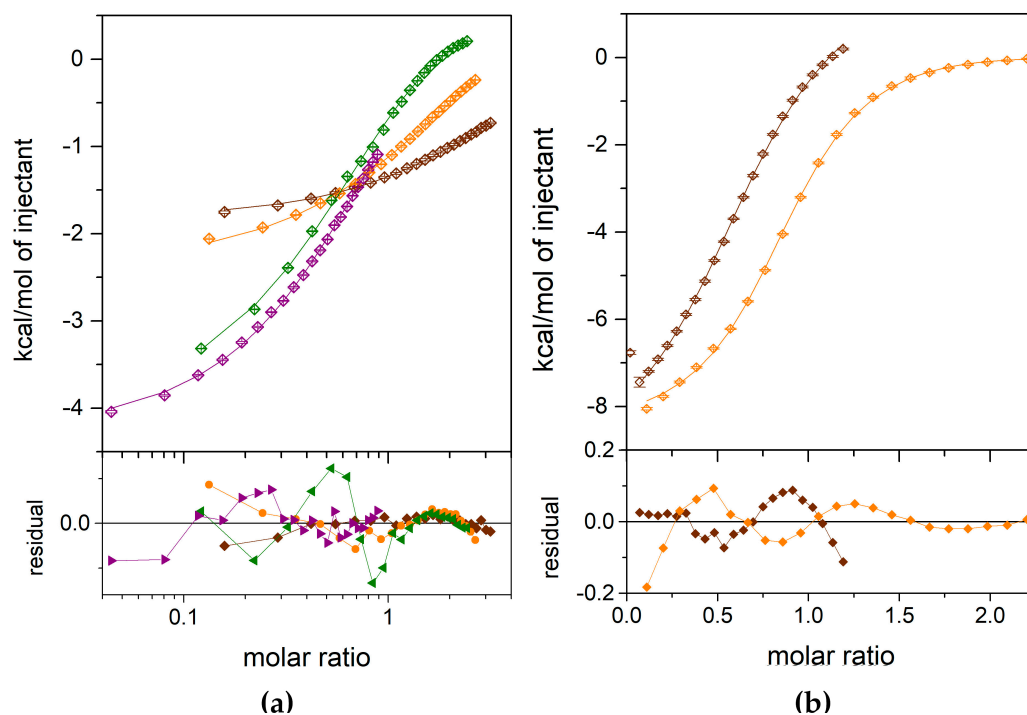 0
-1
-2
-3
-4
kcal/mol of injectant
0.0
residual
0.1
1
molar ratio
(a)
0
-2
-4
-6
-8
kcal/mol of injectant
0.2
0.0
-0.2
residual
0.0
0.5
1.0
1.5
2.0
molar ratio
(b)